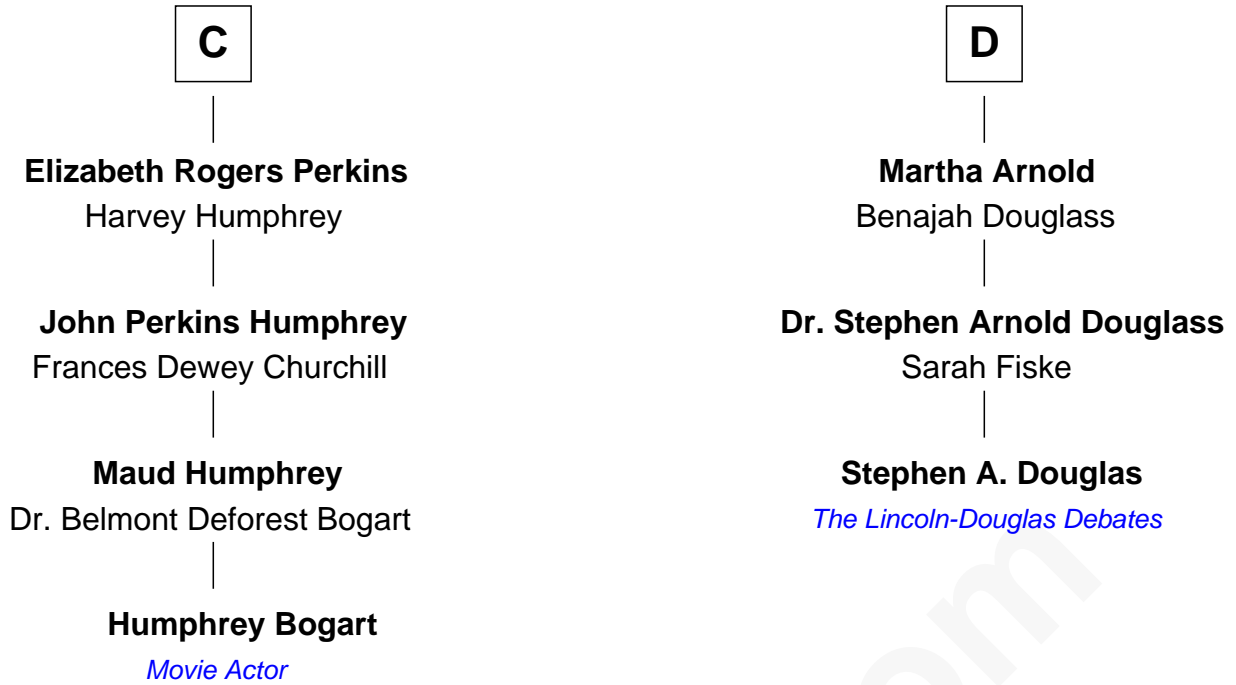 C
Elizabeth Rogers Perkins
Harvey Humphrey
John Perkins Humphrey
Frances Dewey Churchill
Maud Humphrey
Dr. Belmont Deforest Bogart
Humphrey Bogart
Movie Actor
D
Martha Arnold
Benajah Douglass
Dr. Stephen Arnold Douglass
Sarah Fiske
Stephen A. Douglas
The Lincoln-Douglas Debates
om